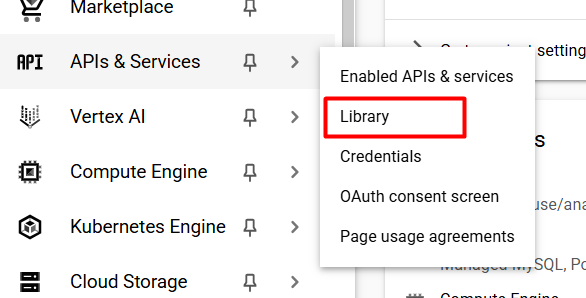 Marketplace
API APIs & Services
Vertex AI
Compute Engine
Kubernetes Engine
Cloud Storage
Enabled APIs & services
Library
Credentials
OAuth consent screen
Page usage agreements
setting
s
use/ana
Managed MySQL, Po
Compute Engine